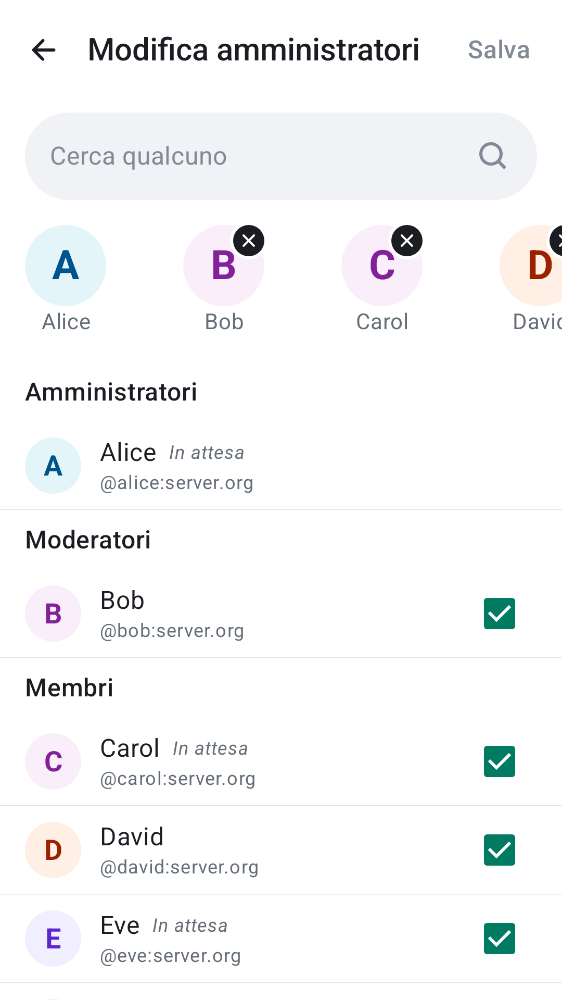 Modifica amministratori
Salva
Cerca qualcuno
A
B
C
D
Alice
Bob
Carol
Amministratori
A
Alice In attesa
@alice:server.org
Moderatori
B
Bob
@bob:server.org
Membri
C
Carol In attesa
@carol:server.org
D
David
@david:server.org
E
Eve In attesa
@eve:server.org